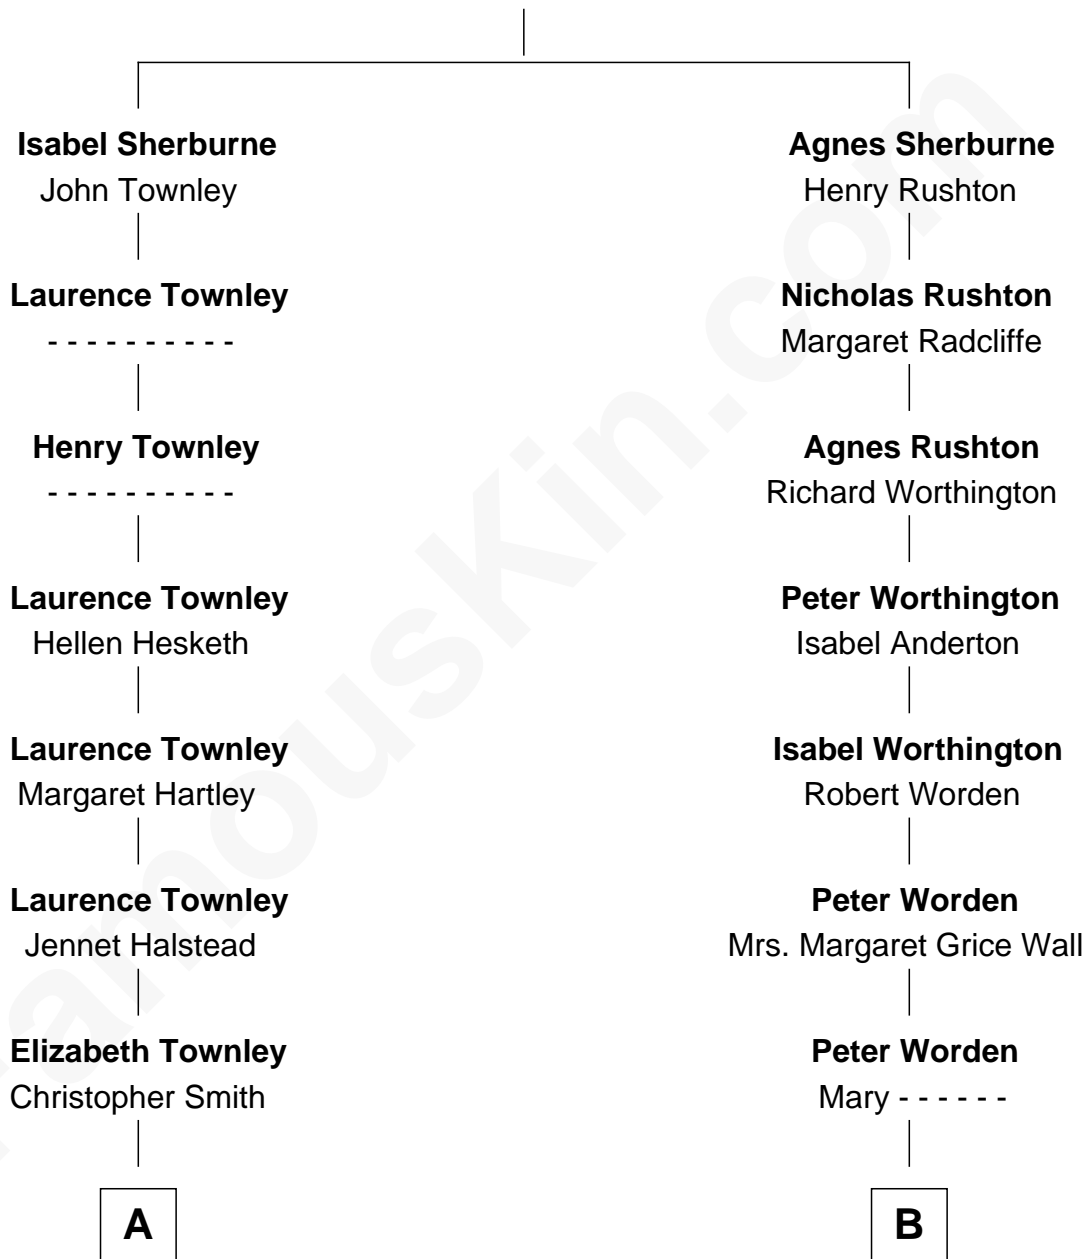 Isabel Sherburne
John Townley
Laurence Townley
- - - - - - - - - -
Henry Townley
- - - - - - - - - -
Laurence Townley
Hellen Hesketh
Laurence Townley
Margaret Hartley
Laurence Townley
Jennet Halstead
Elizabeth Townley
Christopher Smith
A
Agnes Sherburne
Henry Rushton
Nicholas Rushton
Margaret Radcliffe
Agnes Rushton
Richard Worthington
Peter Worthington
Isabel Anderton
Isabel Worthington
Robert Worden
Peter Worden
Mrs. Margaret Grice Wall
Peter Worden
Mary - - - - - -
B
FamousKin.com